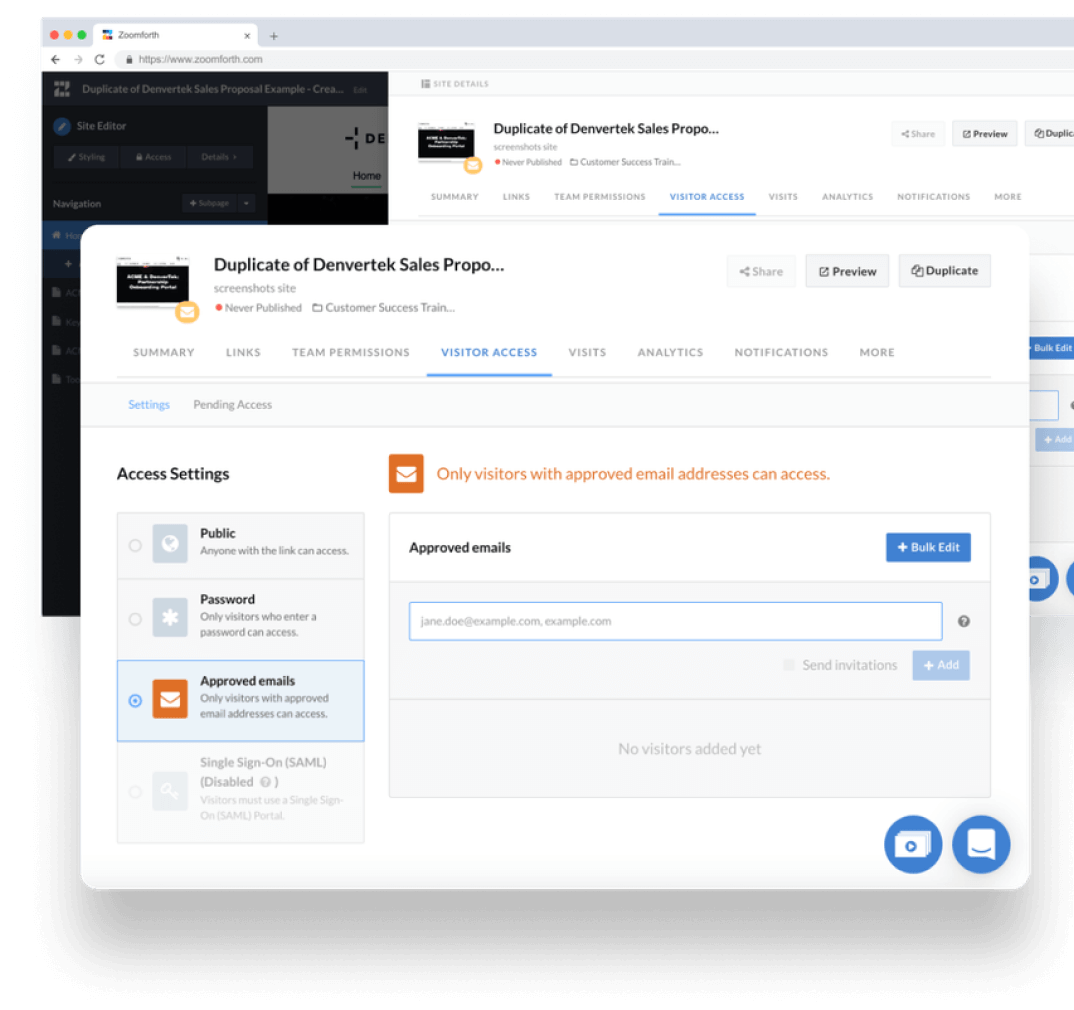 Zoomforth
https://www.zoomforth.com
Duplicate of Denvertek Sales Proposal Example - Crea... Edit
SITE DETAILS
Site Editor
Styling Access Details >
DE
Home
Navigation
Subpage
Duplicate of Denvertek Sales Propo...
screenshots site
Never Published Customer Success Train...
Share Preview Duplica
SUMMARY LINKS TEAM PERMISSIONS VISITOR ACCESS VISITS ANALYTICS NOTIFICATIONS MORE
Bulk Edit
+ Add
ACME & DenverTek:
Partnership
Onboarding Portal
Duplicate of Denvertek Sales Propo...
screenshots site
Never Published Customer Success Train...
Share Preview Duplicate
SUMMARY LINKS TEAM PERMISSIONS VISITOR ACCESS VISITS ANALYTICS NOTIFICATIONS MORE
Settings Pending Access
Access Settings
Only visitors with approved email addresses can access.
Public
Anyone with the link can access.
Password
Only visitors who enter a
password can access.
Approved emails
Only visitors with approved
email addresses can access.
Single Sign-On (SAML)
(Disabled ? )
Visitors must use a Single Sign-
On (SAML) Portal.
Approved emails
+ Bulk Edit
jane.doe@example.com, example.com
Send invitations + Add
No visitors added yet